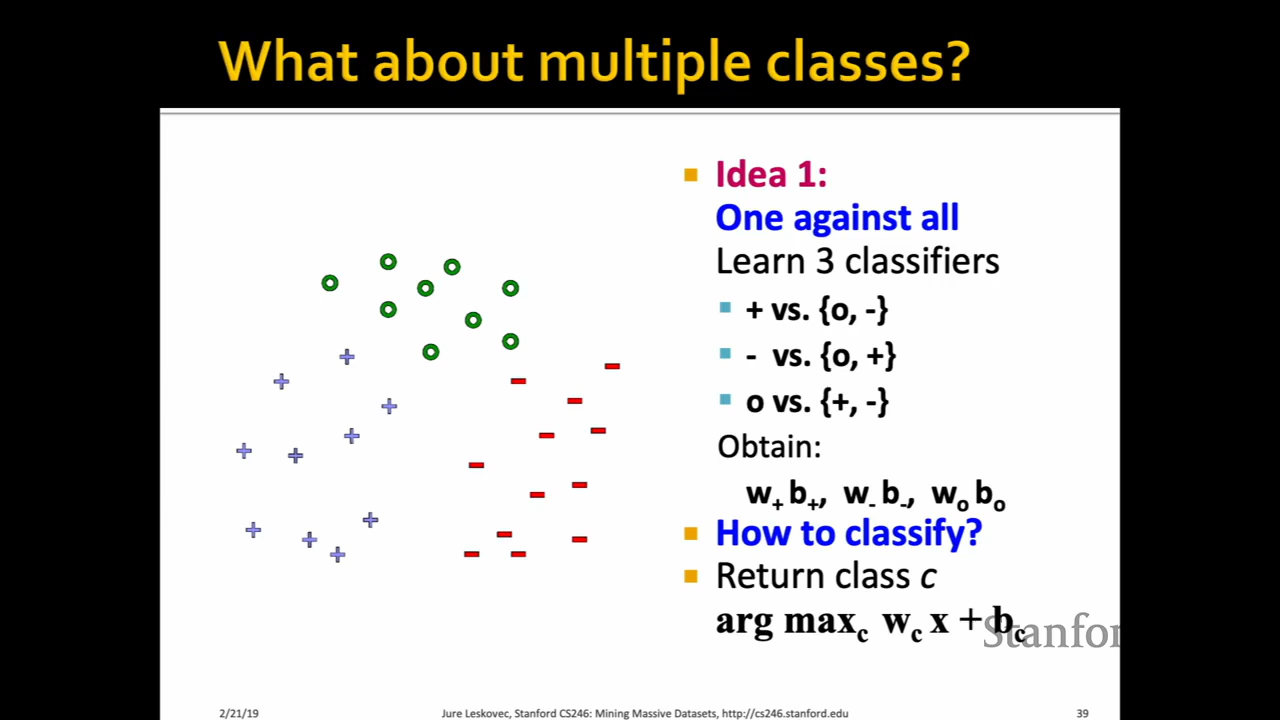 What about multiple classes?
Idea 1:
One against all
Learn 3 classifiers
+ vs. {o, -}
- vs. {o, +}
o vs. {+, -}
Obtain:
w+ b+, w- b-, wo bo
How to classify?
Return class c
arg maxc wc x + bc
Stanfor
2/21/19
Jure Leskovec, Stanford CS246: Mining Massive Datasets, http://cs246.stanford.edu
39